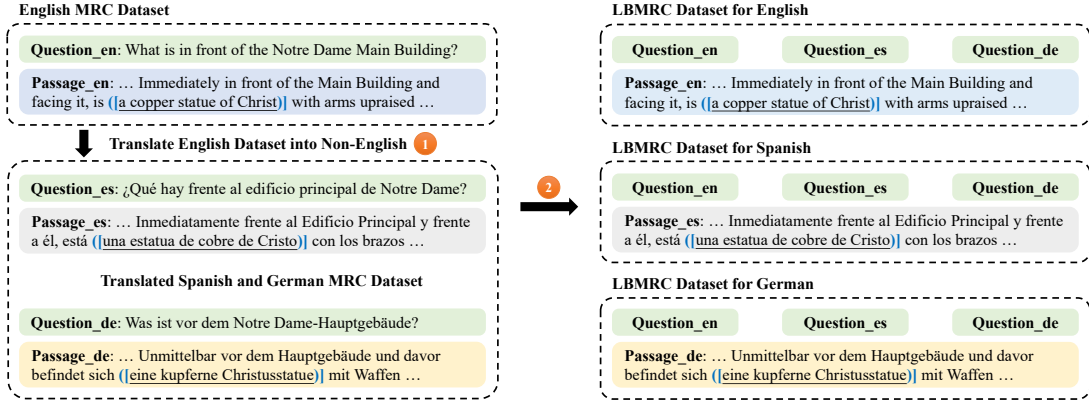 English MRC Dataset
Question_en: What is in front of the Notre Dame Main Building?
Passage_en: … Immediately in front of the Main Building and
facing it, is ([a copper statue of Christ)] with arms upraised …
Translate English Dataset into Non-English 1
Question_es: ¿Qué hay frente al edificio principal de Notre Dame?
Passage_es: … Inmediatamente frente al Edificio Principal y frente
a él, está ([una estatua de cobre de Cristo)] con los brazos …
Translated Spanish and German MRC Dataset
Question_de: Was ist vor dem Notre Dame-Hauptgebäude?
Passage_de: … Unmittelbar vor dem Hauptgebäude und davor
befindet sich ([eine kupferne Christusstatue)] mit Waffen …
2
LBMRC Dataset for English
Question_en Question_es Question_de
Passage_en: … Immediately in front of the Main Building and
facing it, is ([a copper statue of Christ)] with arms upraised …
LBMRC Dataset for Spanish
Question_en Question_es Question_de
Passage_es: … Inmediatamente frente al Edificio Principal y frente
a él, está ([una estatua de cobre de Cristo)] con los brazos …
LBMRC Dataset for German
Question_en Question_es Question_de
Passage_de: … Unmittelbar vor dem Hauptgebäude und davor
befindet sich ([eine kupferne Christusstatue)] mit Waffen …